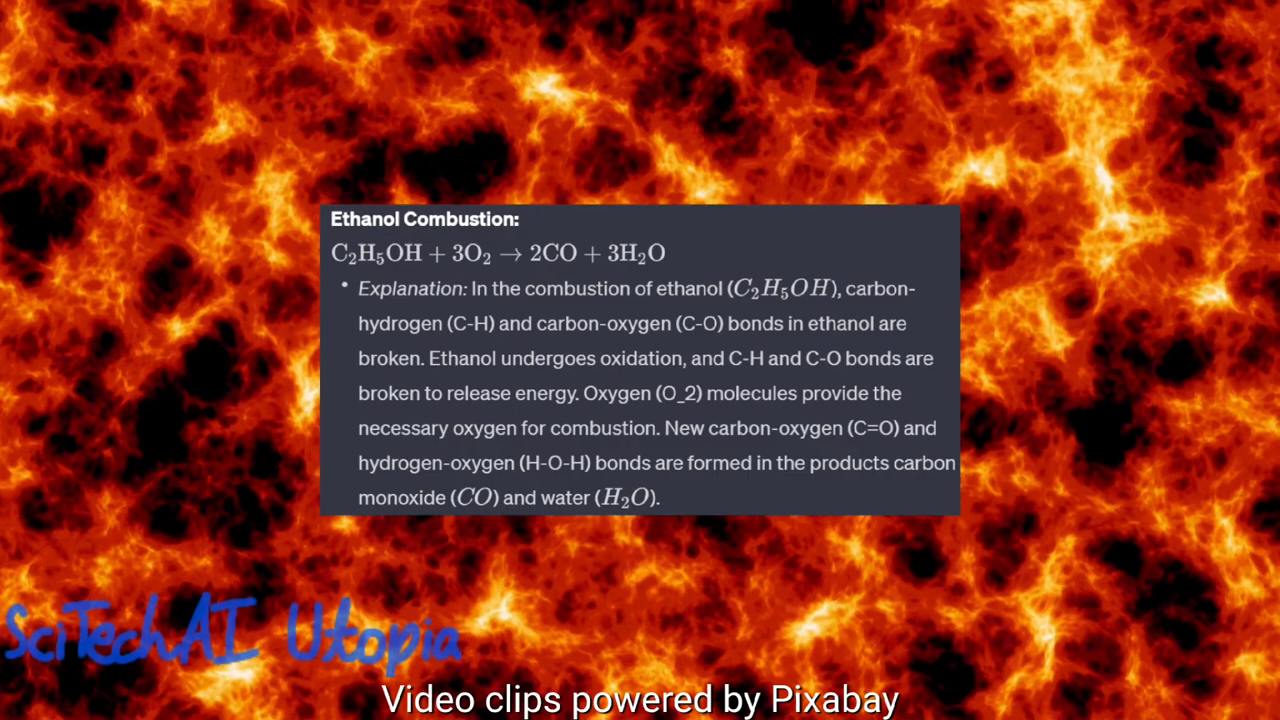 Ethanol Combustion:
C₂H₅OH + 3O₂ → 2CO + 3H₂O
• Explanation: In the combustion of ethanol (C₂H₅OH), carbon-
hydrogen (C-H) and carbon-oxygen (C-O) bonds in ethanol are
broken. Ethanol undergoes oxidation, and C-H and C-O bonds are
broken to release energy. Oxygen (O_2) molecules provide the
necessary oxygen for combustion. New carbon-oxygen (C=O) and
hydrogen-oxygen (H-O-H) bonds are formed in the products carbon
monoxide (CO) and water (H₂O).
SciTechAI Utopia
Video clips powered by Pixabay